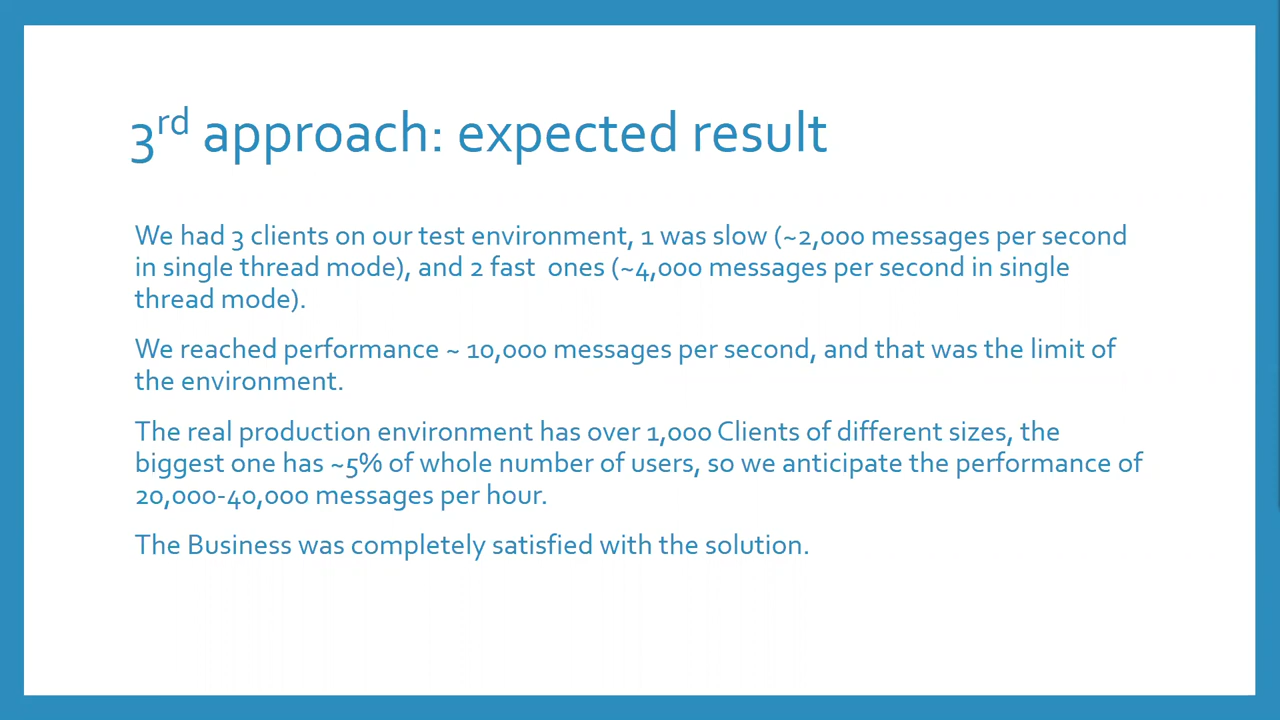 3rd approach: expected result
We had 3 clients on our test environment, 1 was slow (~2,000 messages per second
in single thread mode), and 2 fast  ones (~4,000 messages per second in single
thread mode).
We reached performance ~ 10,000 messages per second, and that was the limit of
the environment.
The real production environment has over 1,000 Clients of different sizes, the
biggest one has ~5% of whole number of users, so we anticipate the performance of
20,000-40,000 messages per hour.
The Business was completely satisfied with the solution.